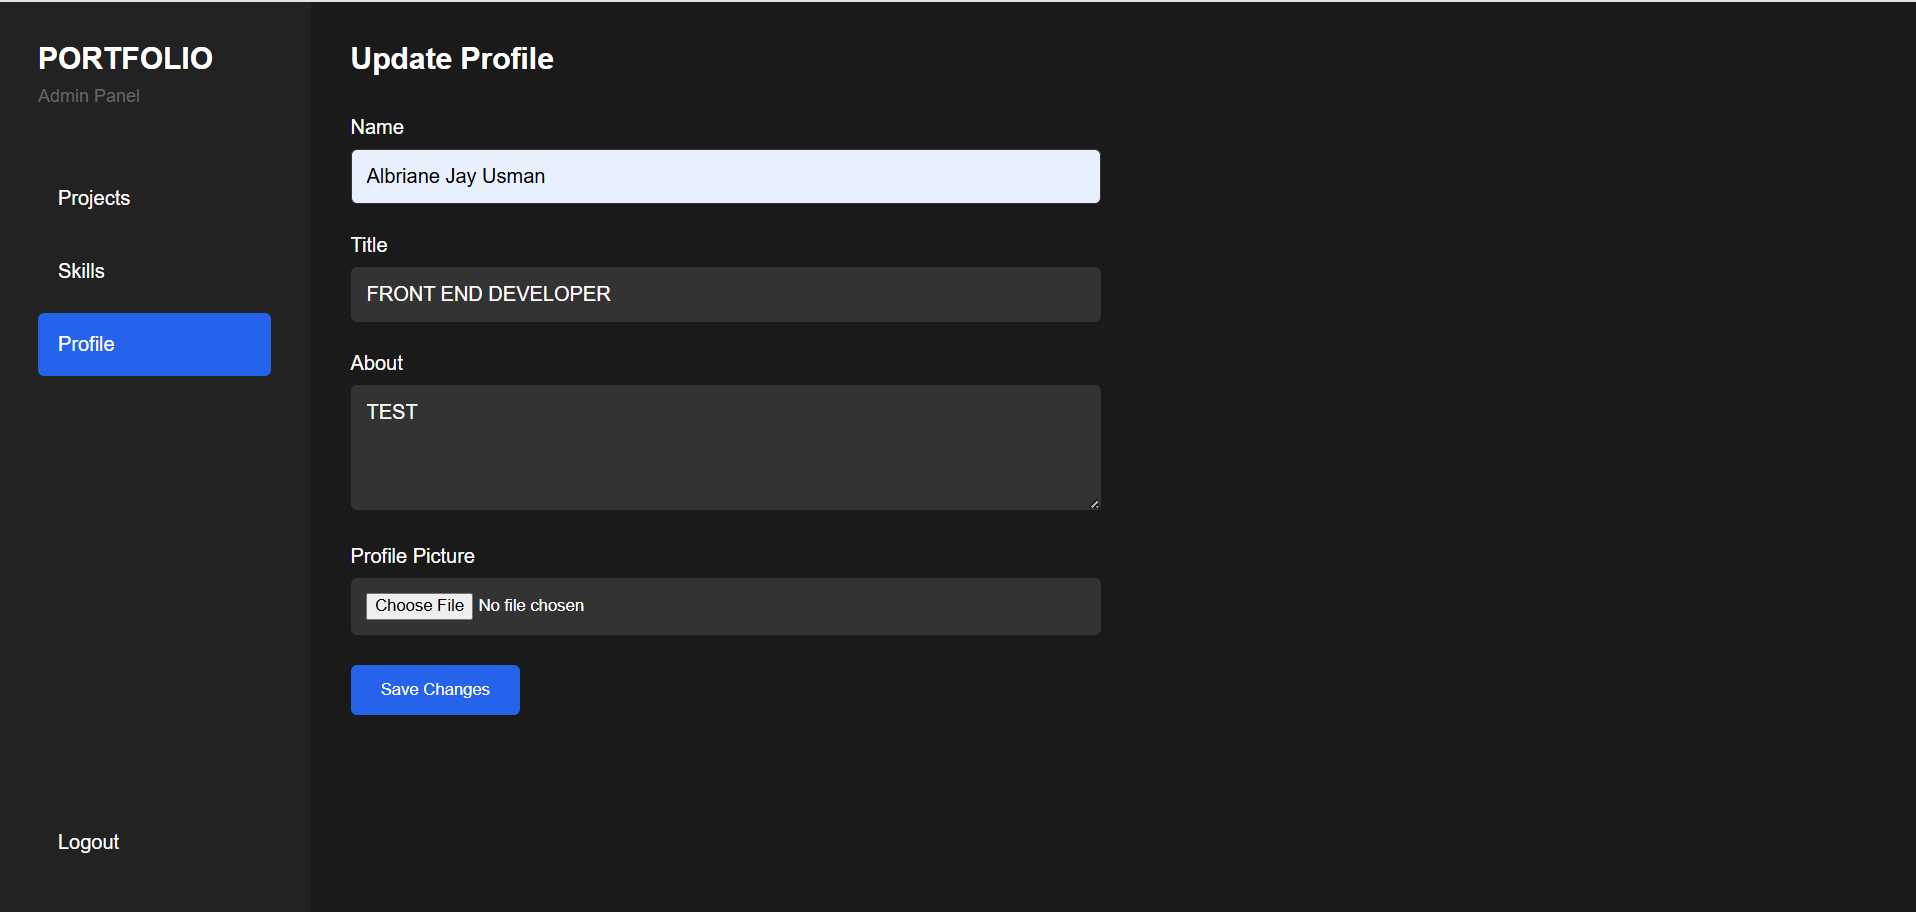 PORTFOLIO
Admin Panel
Projects
Skills
Profile
Logout
Update Profile
Name
Albriane Jay Usman
Title
FRONT END DEVELOPER
About
TEST
Profile Picture
Choose File No file chosen
Save Changes